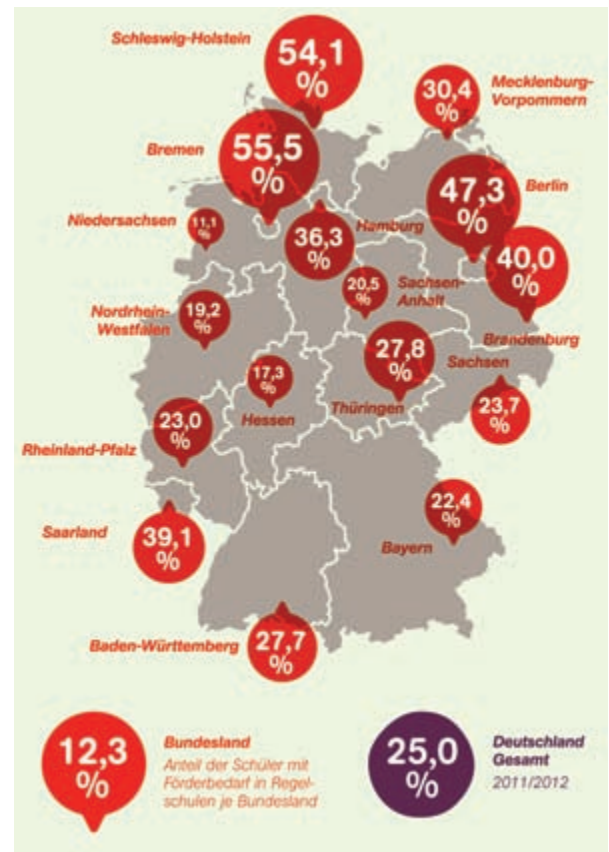 Schleswig-Holstein
54,1
%
Mecklenburg-
Vorpommern
30,4
%
Bremen
55,5
%
Berlin
47,3
%
Niedersachsen
11,1
%
Hamburg
36,3
%
40,0
%
Brandenburg
Sachsen-
Anhalt
20,5
%
Nordrhein-
Westfalen
19,2
%
27,8
%
Thüringen
Sachsen
23,7
%
17,3
%
Hessen
23,0
%
Rheinland-Pfalz
22,4
%
Bayern
Saarland
39,1
%
Baden-Württemberg
27,7
%
12,3
%
Bundesland
Anteil der Schüler mit
Förderbedarf in Regel-
schulen je Bundesland
25,0
%
Deutschland
Gesamt
2011/2012